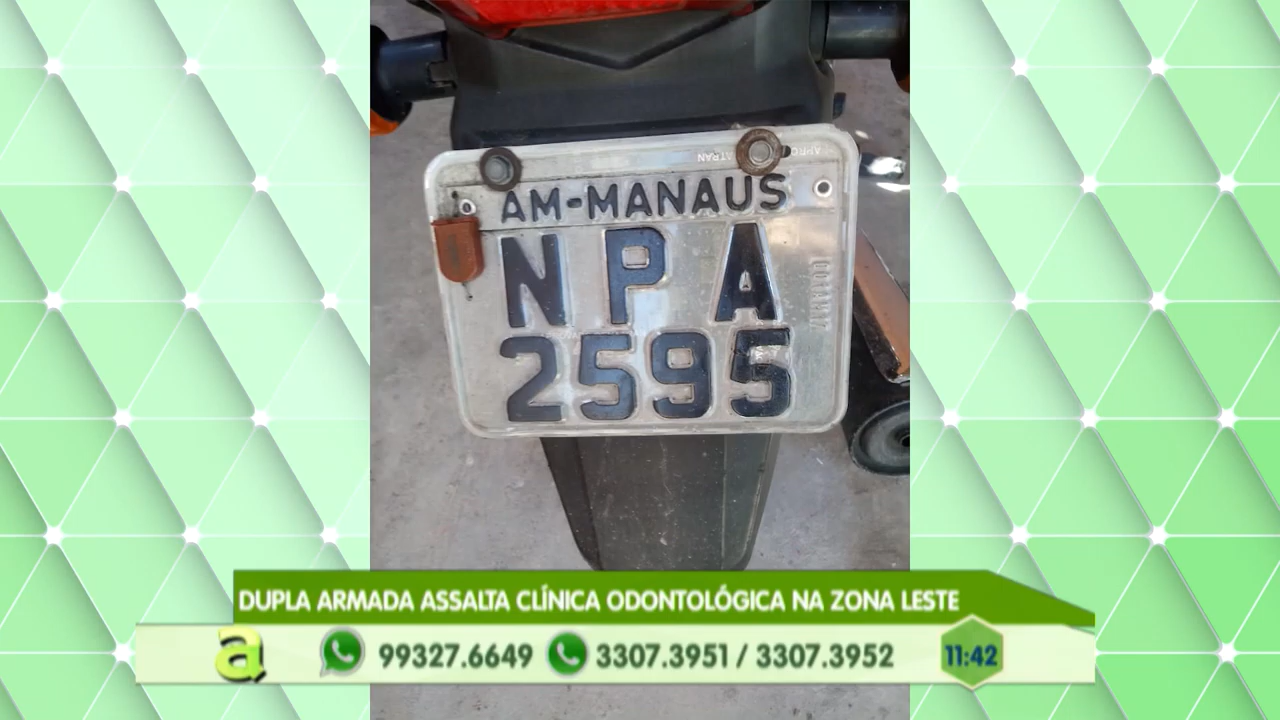 AM-MANAUS
NPA
2595
DUPLA ARMADA ASSALTA CLÍNICA ODONTOLÓGICA NA ZONA LESTE
a 99327.6649 3307.3951 / 3307.3952 11:42